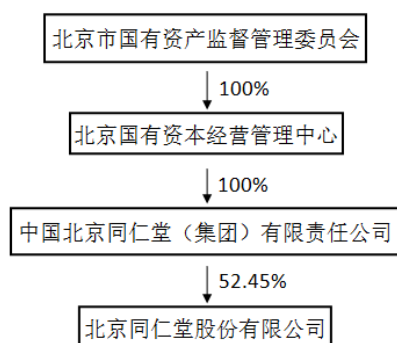 北京市国有资产监督管理委员会
100%
北京国有资本经营管理中心
100%
中国北京同仁堂（集团）有限责任公司
52.45%
北京同仁堂股份有限公司